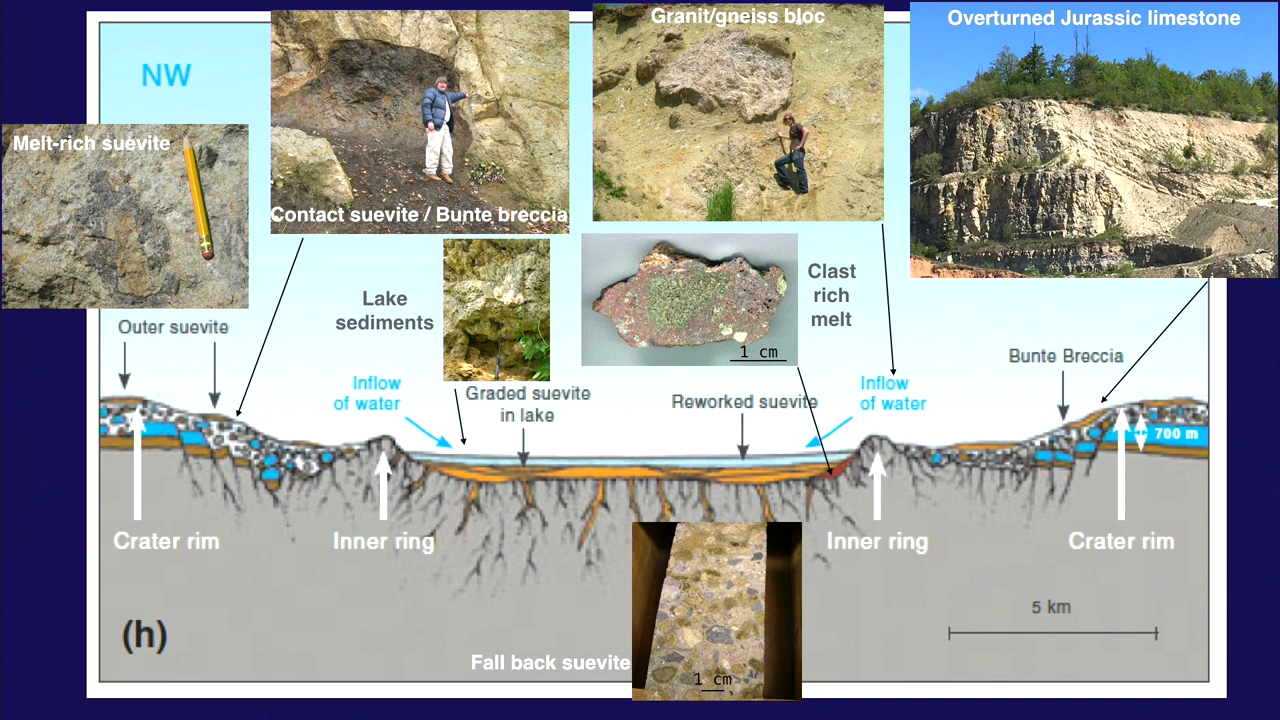 Granit/gneiss bloc
Overturned Jurassic limestone
NW
Melt-rich suevite
Contact suevite / Bunte breccia
Lake
sediments
Clast
rich
melt
1 cm
Outer suevite
Bunte Breccia
Inflow
of water
Graded suevite
in lake
Reworked suevite
Inflow
of water
700 m
Crater rim
Inner ring
Inner ring
Crater rim
5 km
(h)
Fall back suevite
1 cm